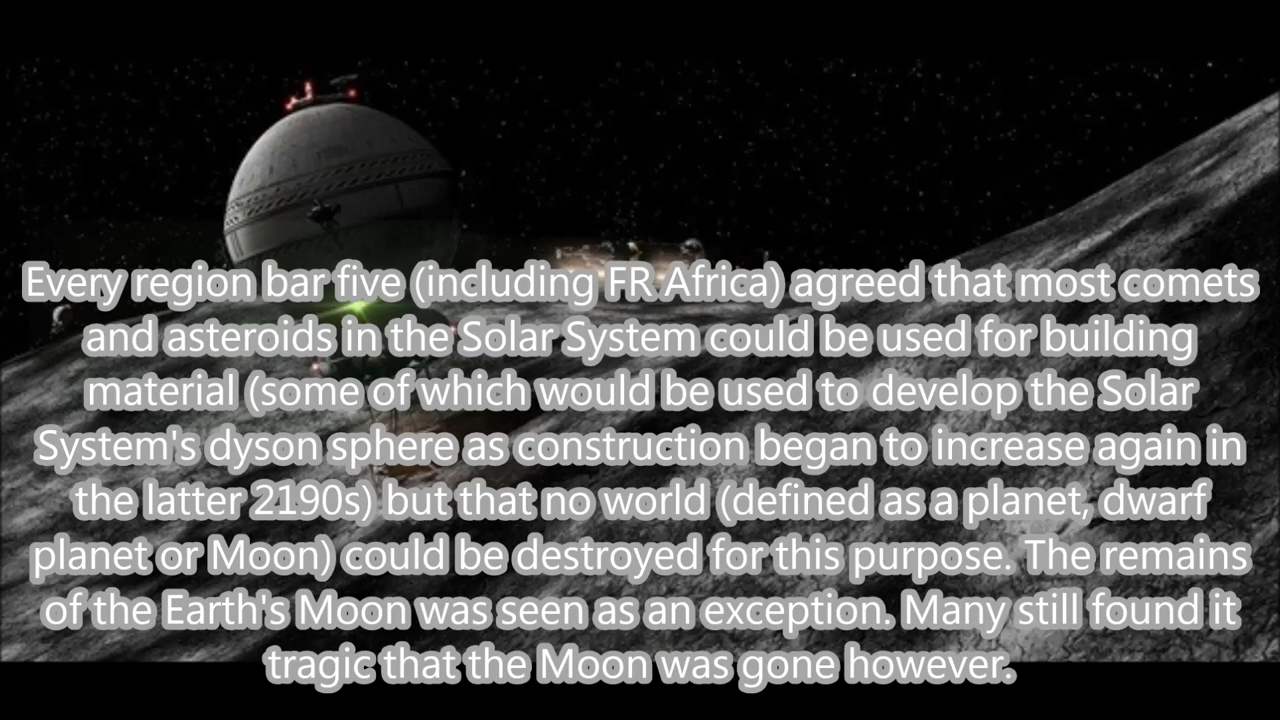 Every region bar five (including FR Africa) agreed that most comets
and asteroids in the Solar System could be used for building
material (some of which would be used to develop the Solar
System's dyson sphere as construction began to increase again in
the latter 2190s) but that no world (defined as a planet, dwarf
planet or Moon) could be destroyed for this purpose. The remains
of the Earth's Moon was seen as an exception. Many still found it
tragic that the Moon was gone however.